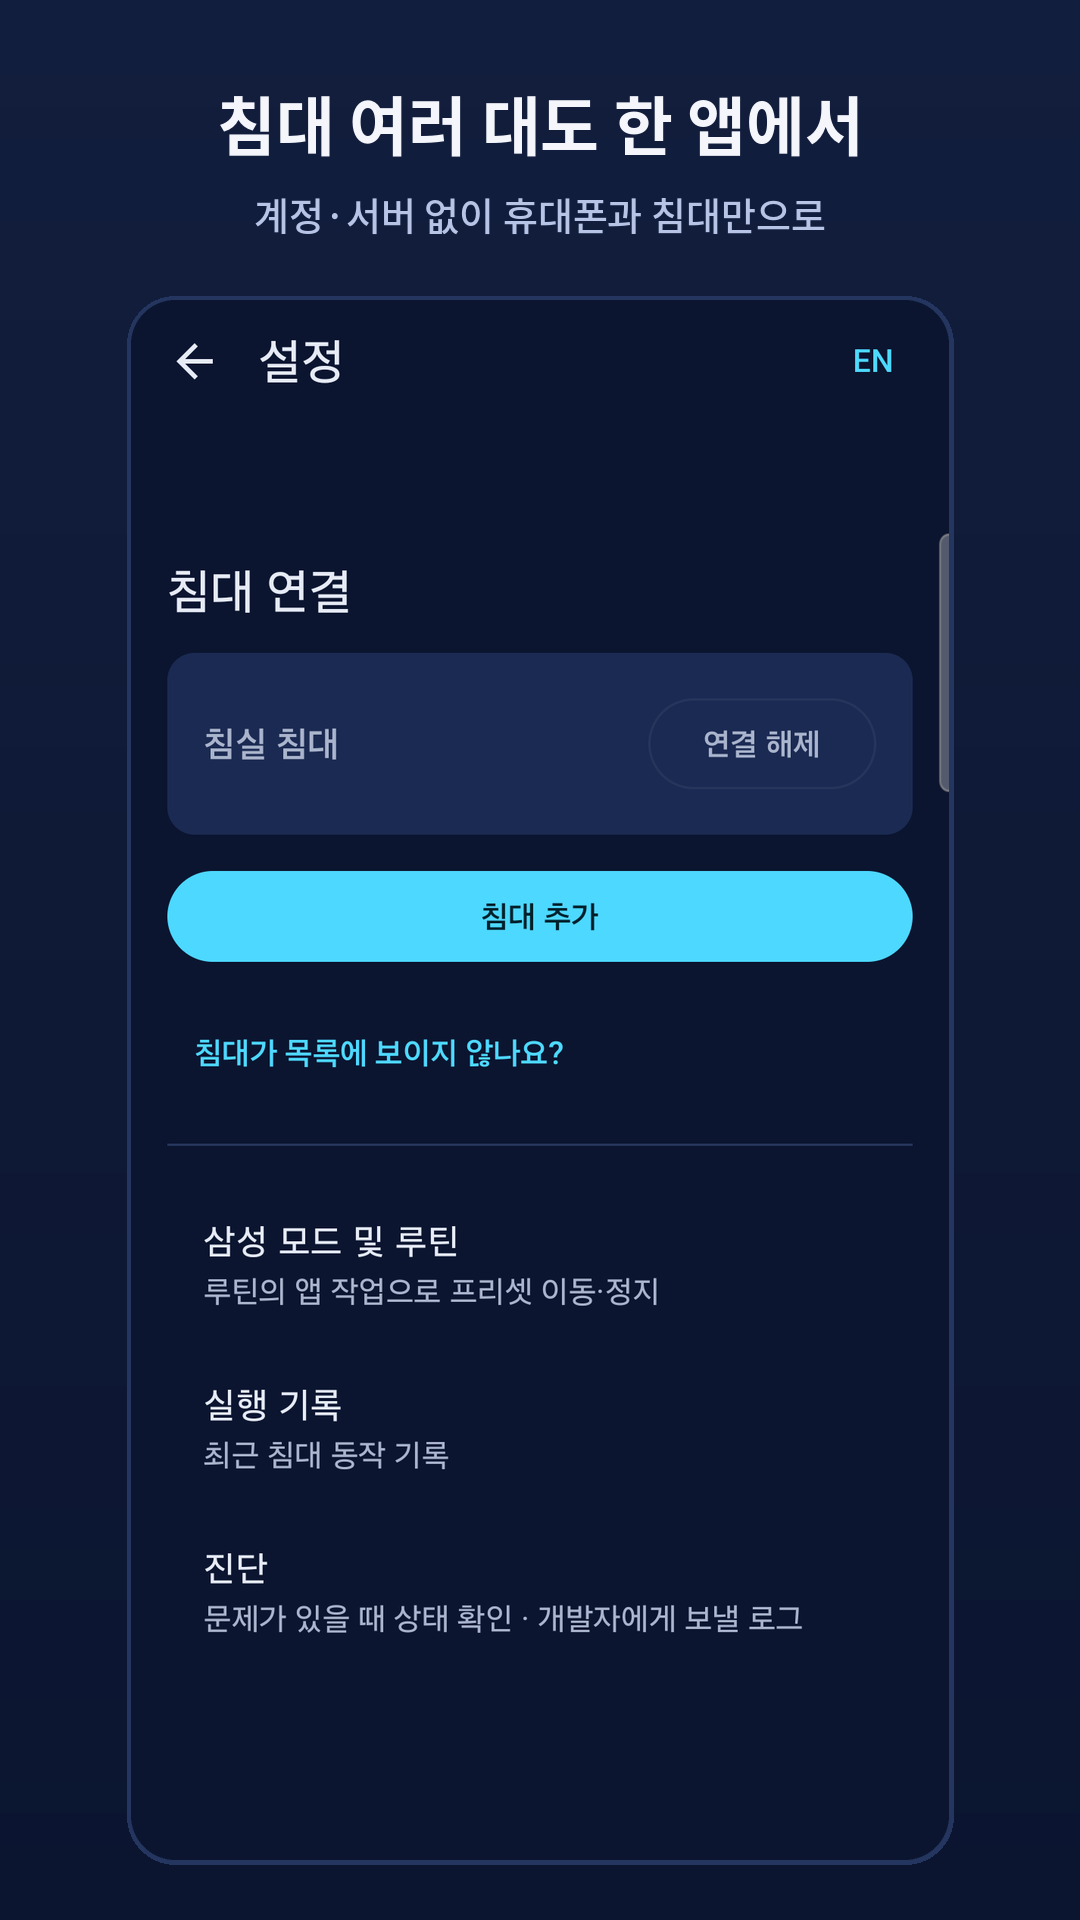 침대 여러 대도 한 앱에서
계정·서버 없이 휴대폰과 침대만으로
설정
EN
침대 연결
침실 침대
연결 해제
침대 추가
침대가 목록에 보이지 않나요?
삼성 모드 및 루틴
루틴의 앱 작업으로 프리셋 이동·정지
실행 기록
최근 침대 동작 기록
진단
문제가 있을 때 상태 확인 · 개발자에게 보낼 로그